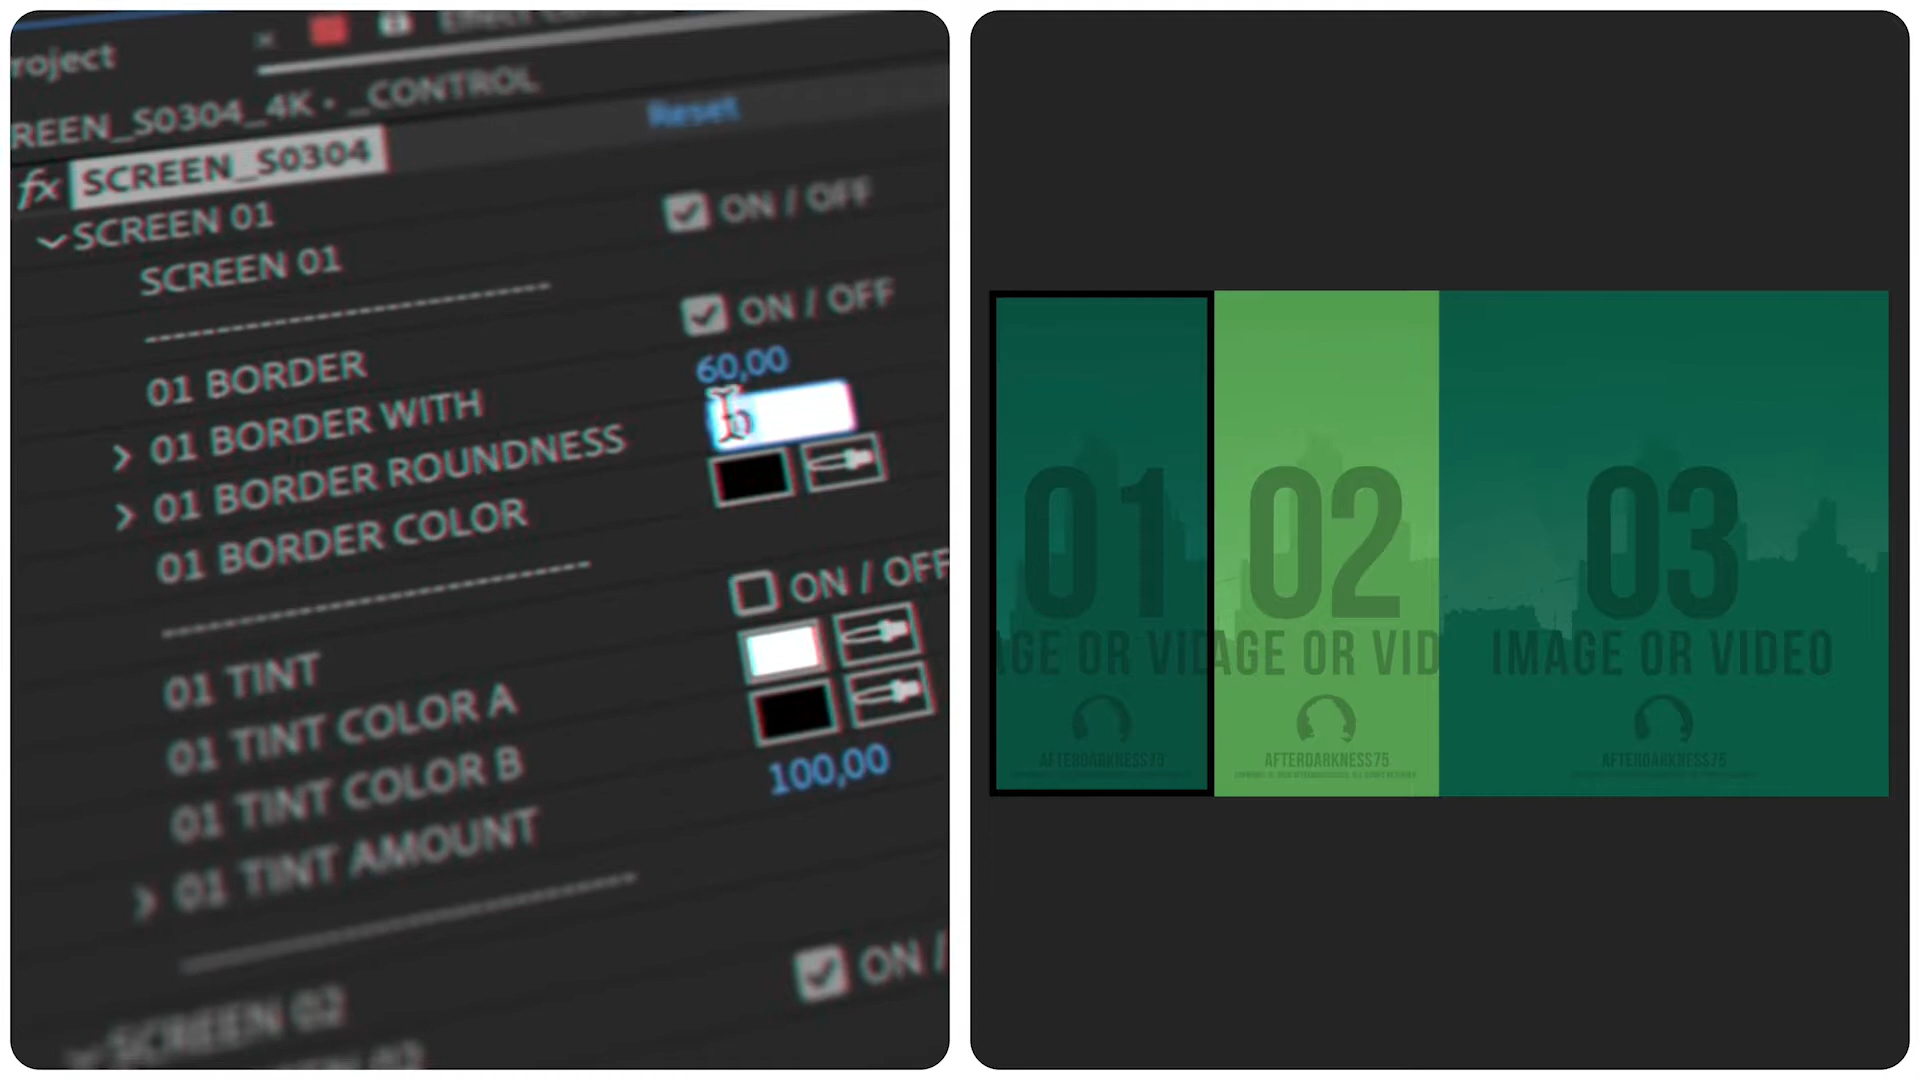 roject
REEN_S0304_4K • _CONTROL
fx SCREEN_S0304
Reset
SCREEN 01
SCREEN 01
ON / OFF
01 BORDER
ON / OFF
01 BORDER WITH
60,00
01 BORDER ROUNDNESS
01 BORDER COLOR
01 TINT
ON / OFF
01 TINT COLOR A
01 TINT COLOR B
01 TINT AMOUNT
100,00
SCREEN 02
ON /
01
AGE OR VID
AFTERDARKNESS75
02
AGE OR VID
AFTERDARKNESS75
03
IMAGE OR VIDEO
AFTERDARKNESS75